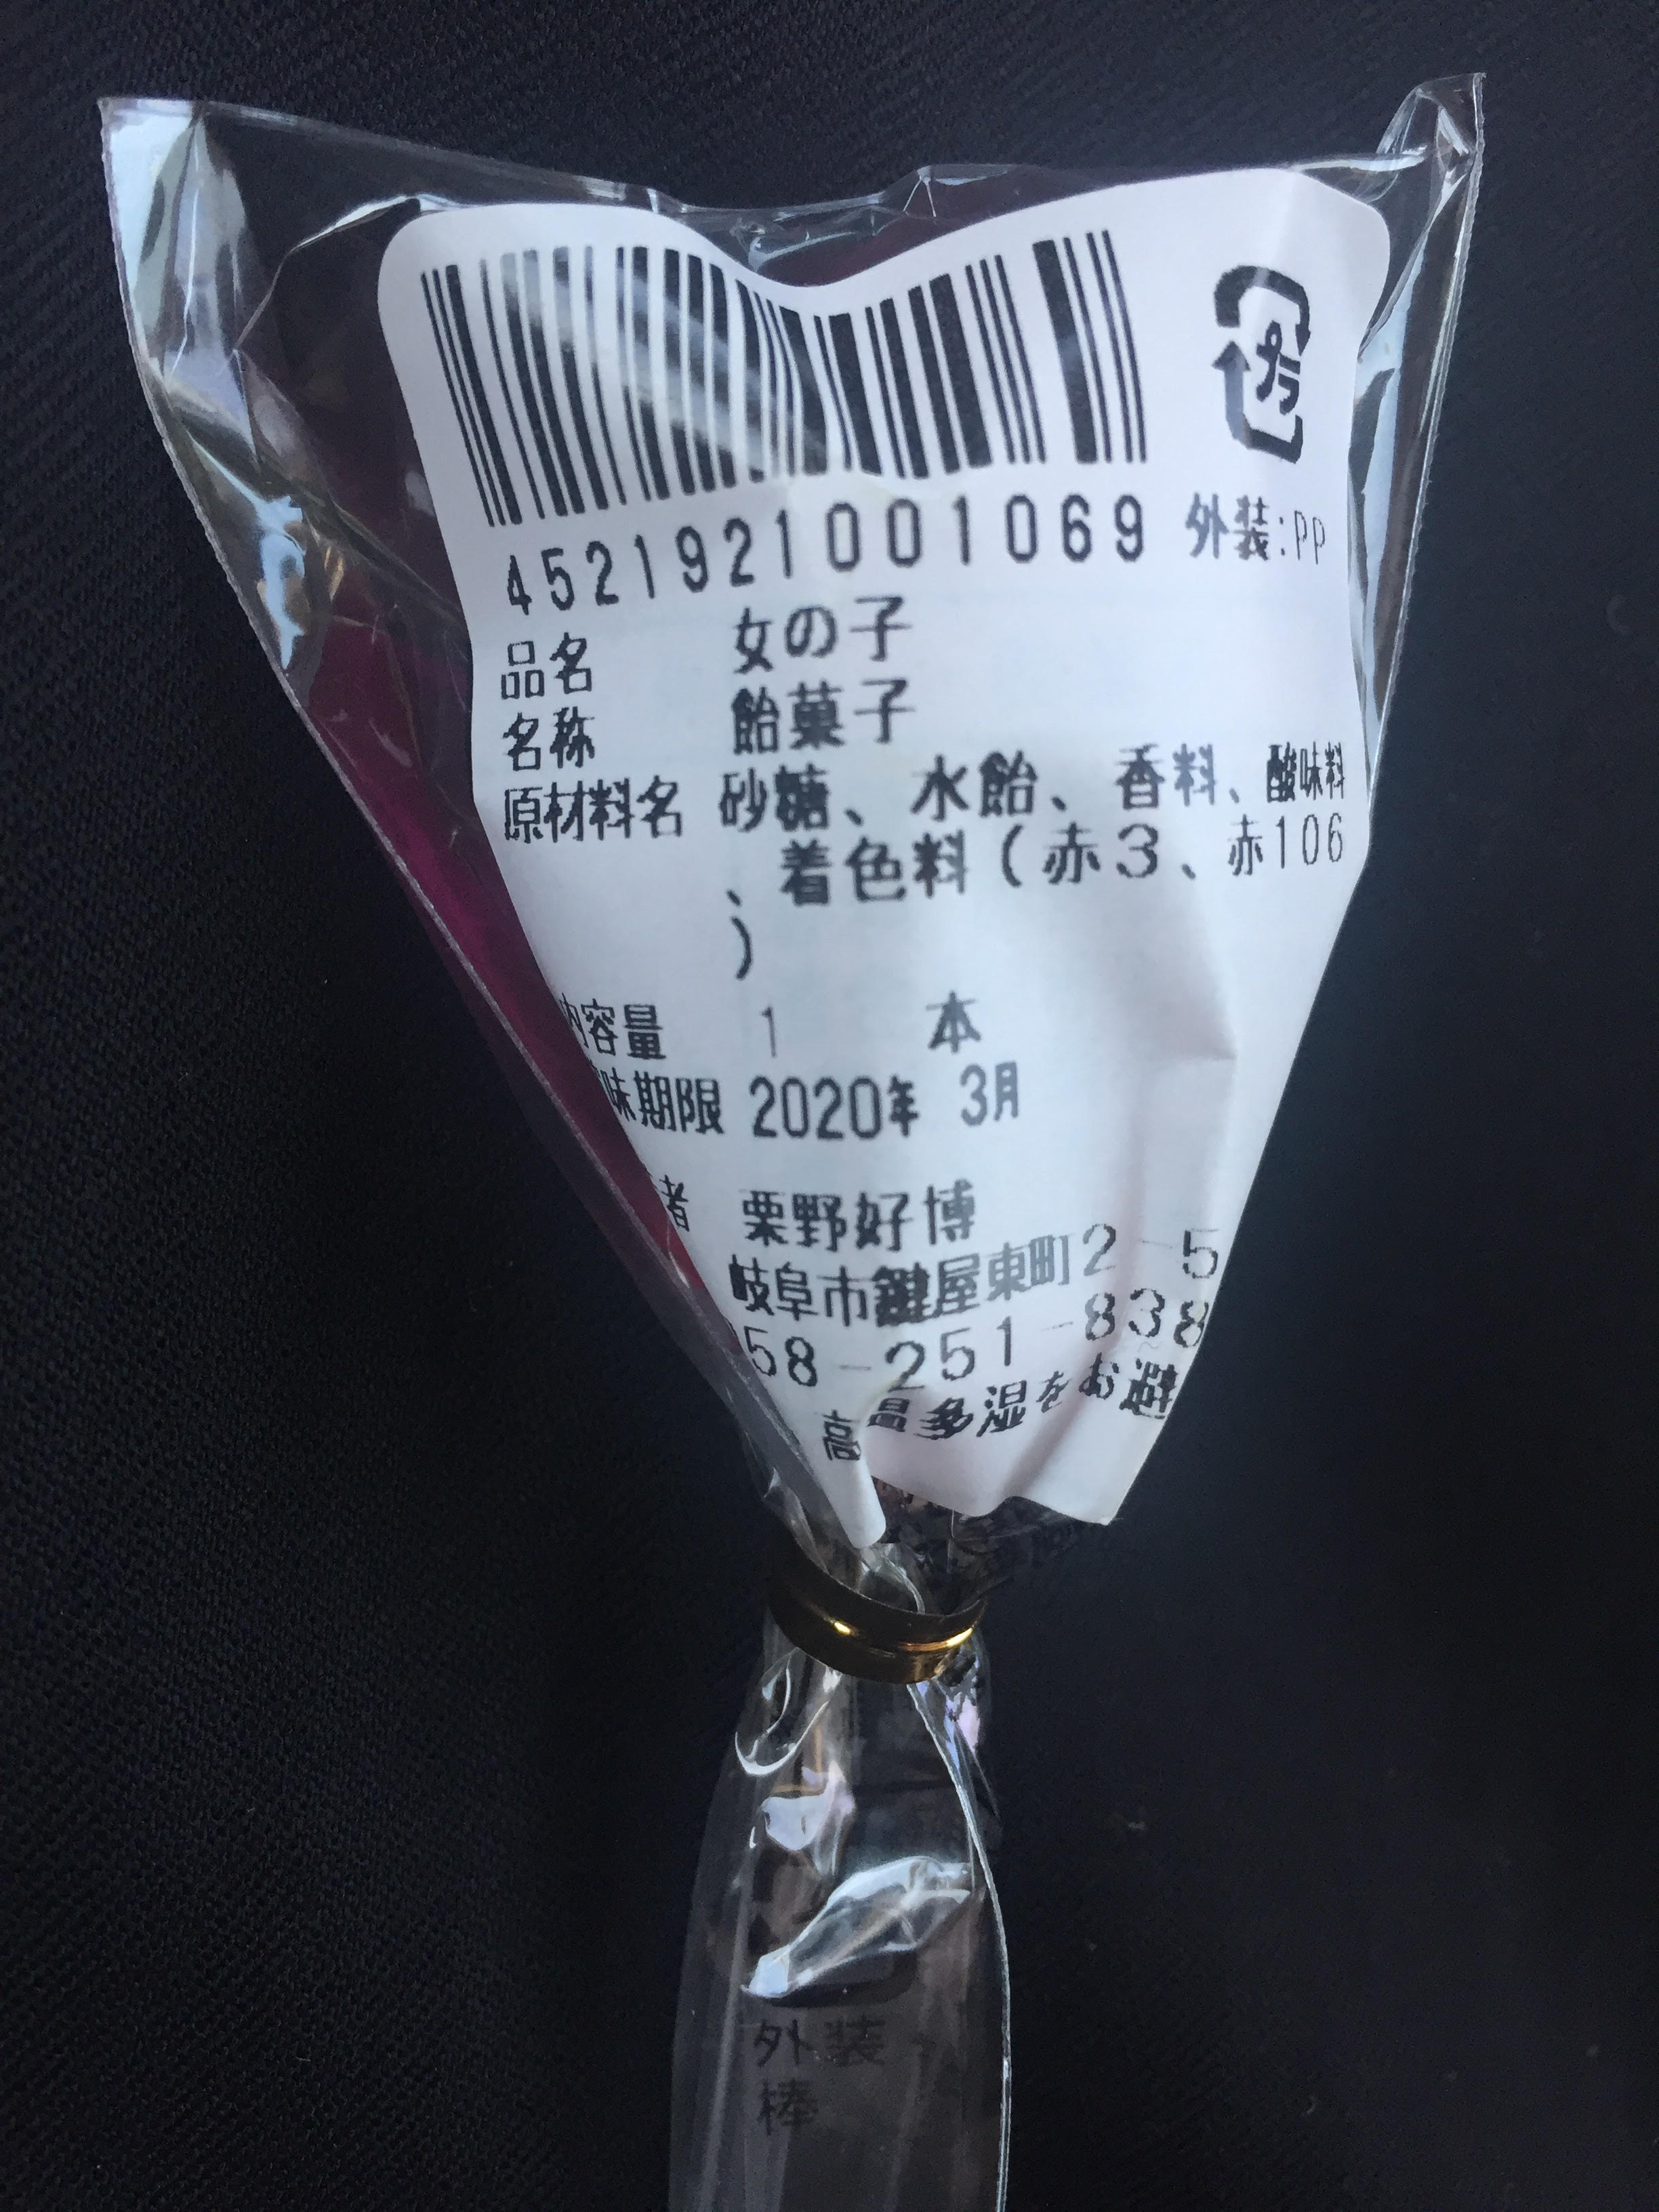 プラ
4521921001069 外装:PP
品名 女の子
名称 飴菓子
原材料名 砂糖、水飴、香料、酸味料
、着色料(赤3、赤106
)
内容量 1 本
味期限 2020年 3月
者 栗野好博
岐阜市鍵屋東町2-5
58-251-838
高温多湿をお避
外装
棒